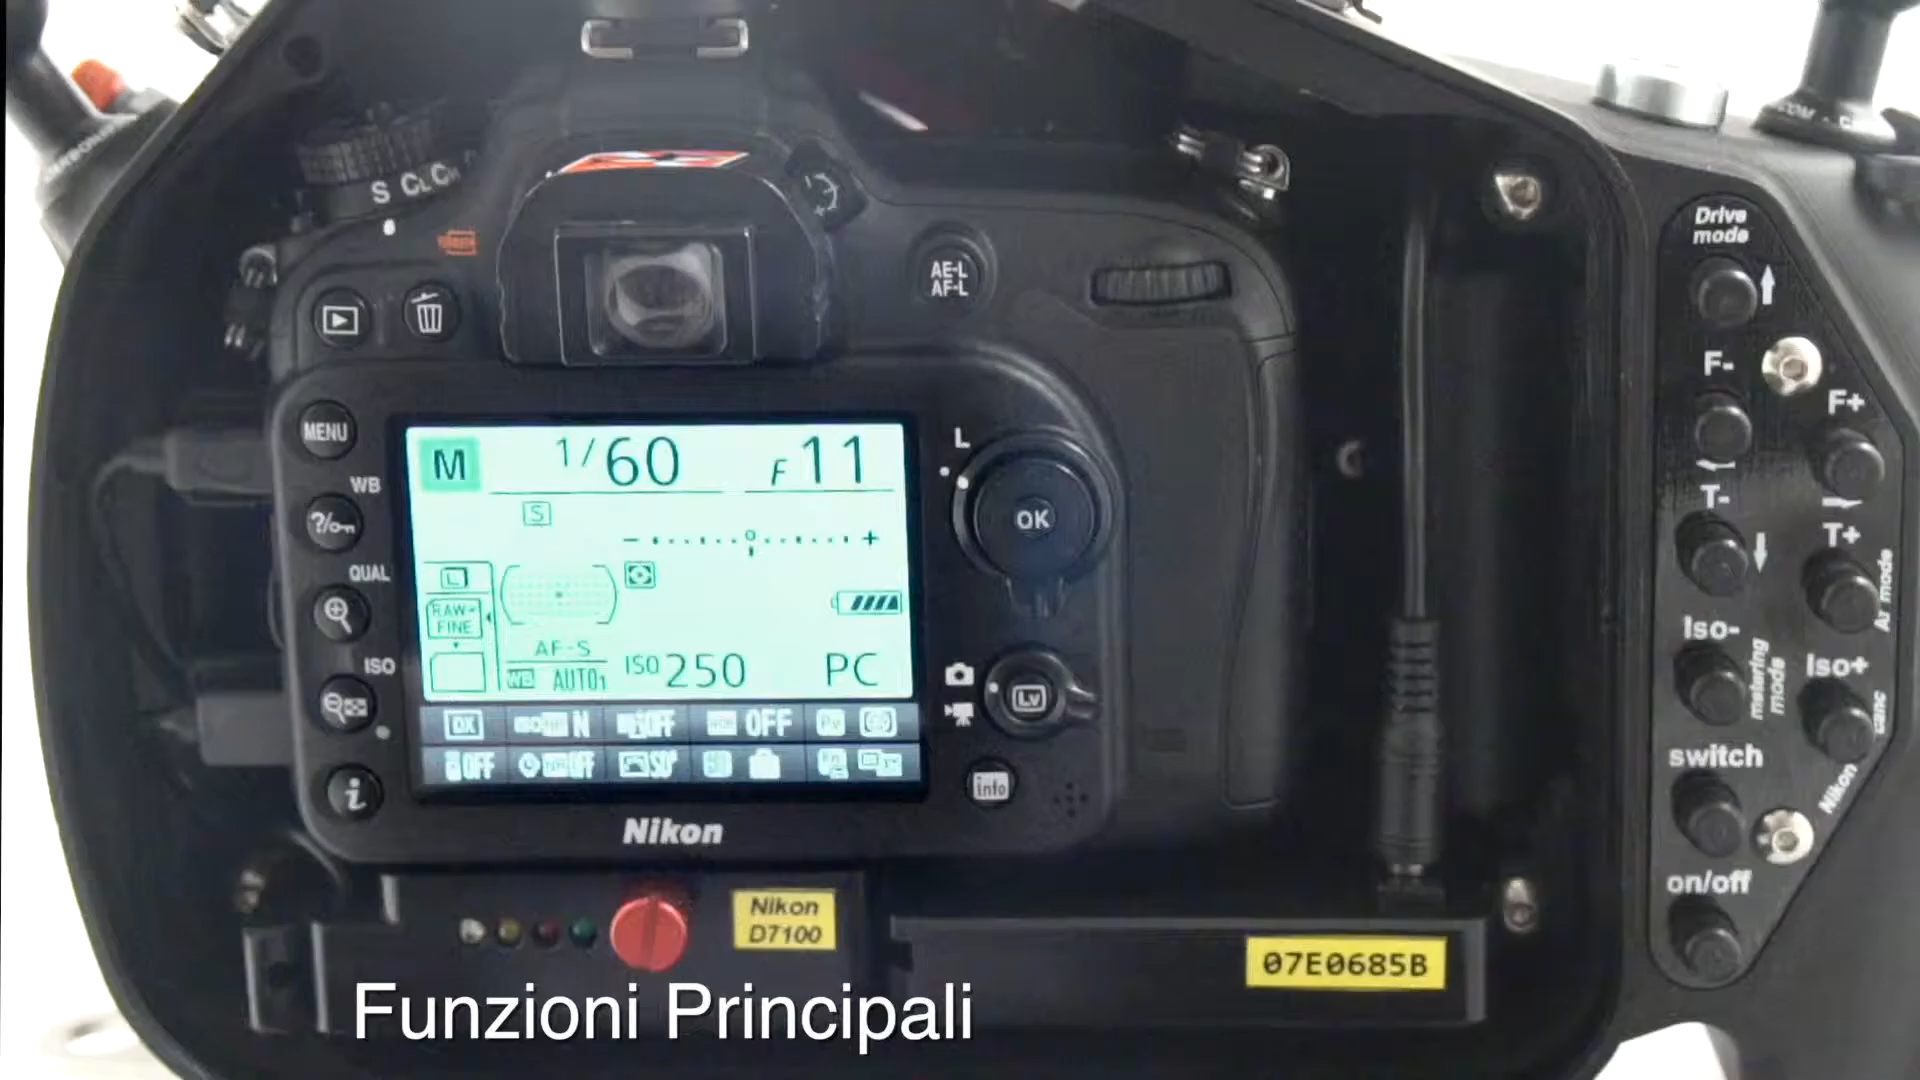 S CL CH
AE-L
AF-L
MENU
WB
?
QUAL
ISO
i
M 1/60 F11
S
- +
L
RAW+
FINE
AF-S
WB AUTO1
ISO 250
PC
DX
N
OFF
OFF
OFF
OFF
L
OK
Lv
info
Nikon
Nikon
D7100
07E0685B
Drive
mode
F-
F+
T-
T+
AF mode
Iso-
metering
mode
Iso+
canc
switch
Nikon
on/off
Funzioni Principali